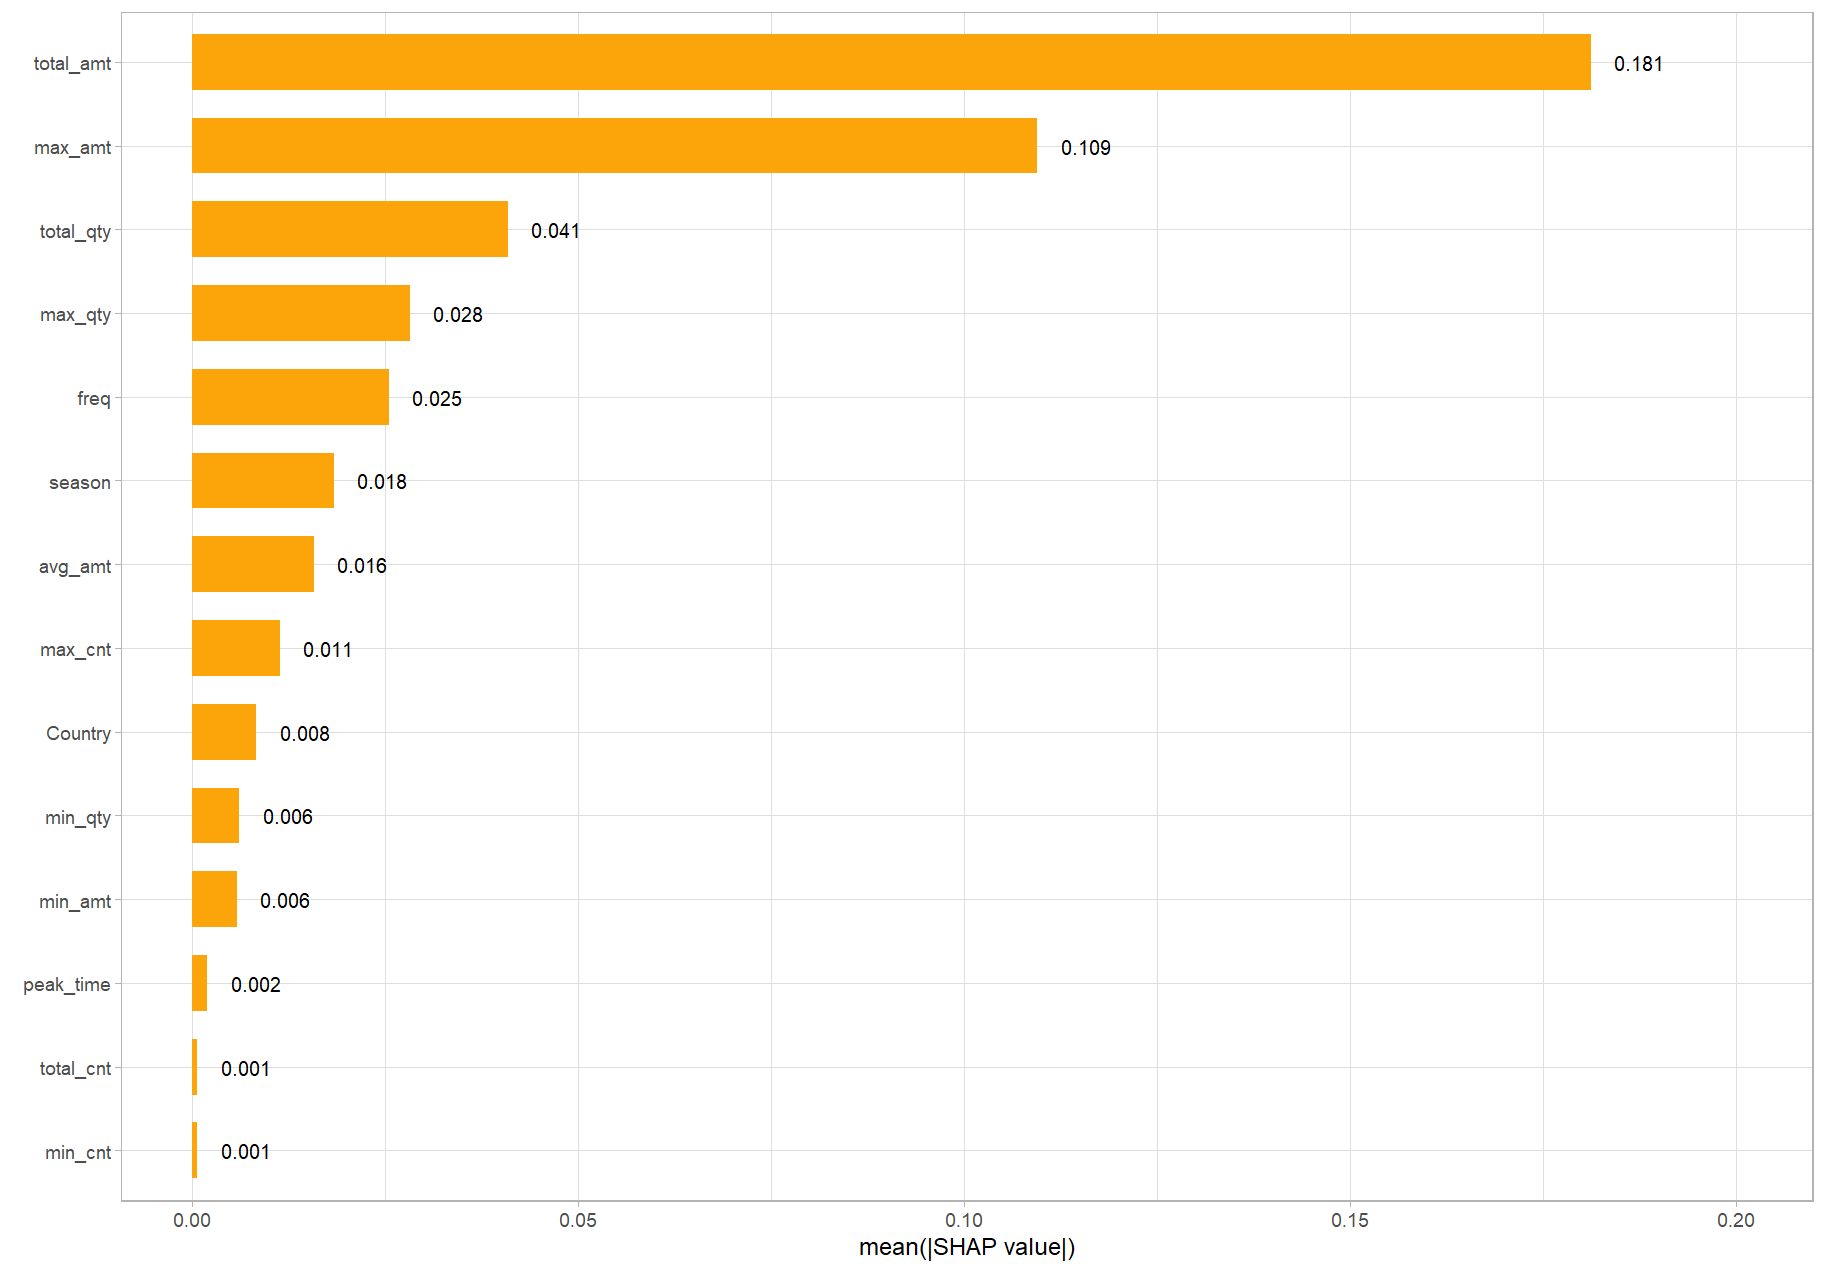 total_amt 0.181
max_amt 0.109
total_qty 0.041
max_qty 0.028
freq 0.025
season 0.018
avg_amt 0.016
max_cnt 0.011
Country 0.008
min_qty 0.006
min_amt 0.006
peak_time 0.002
total_cnt 0.001
min_cnt 0.001
0.00 0.05 0.10 0.15 0.20
mean(|SHAP value|)